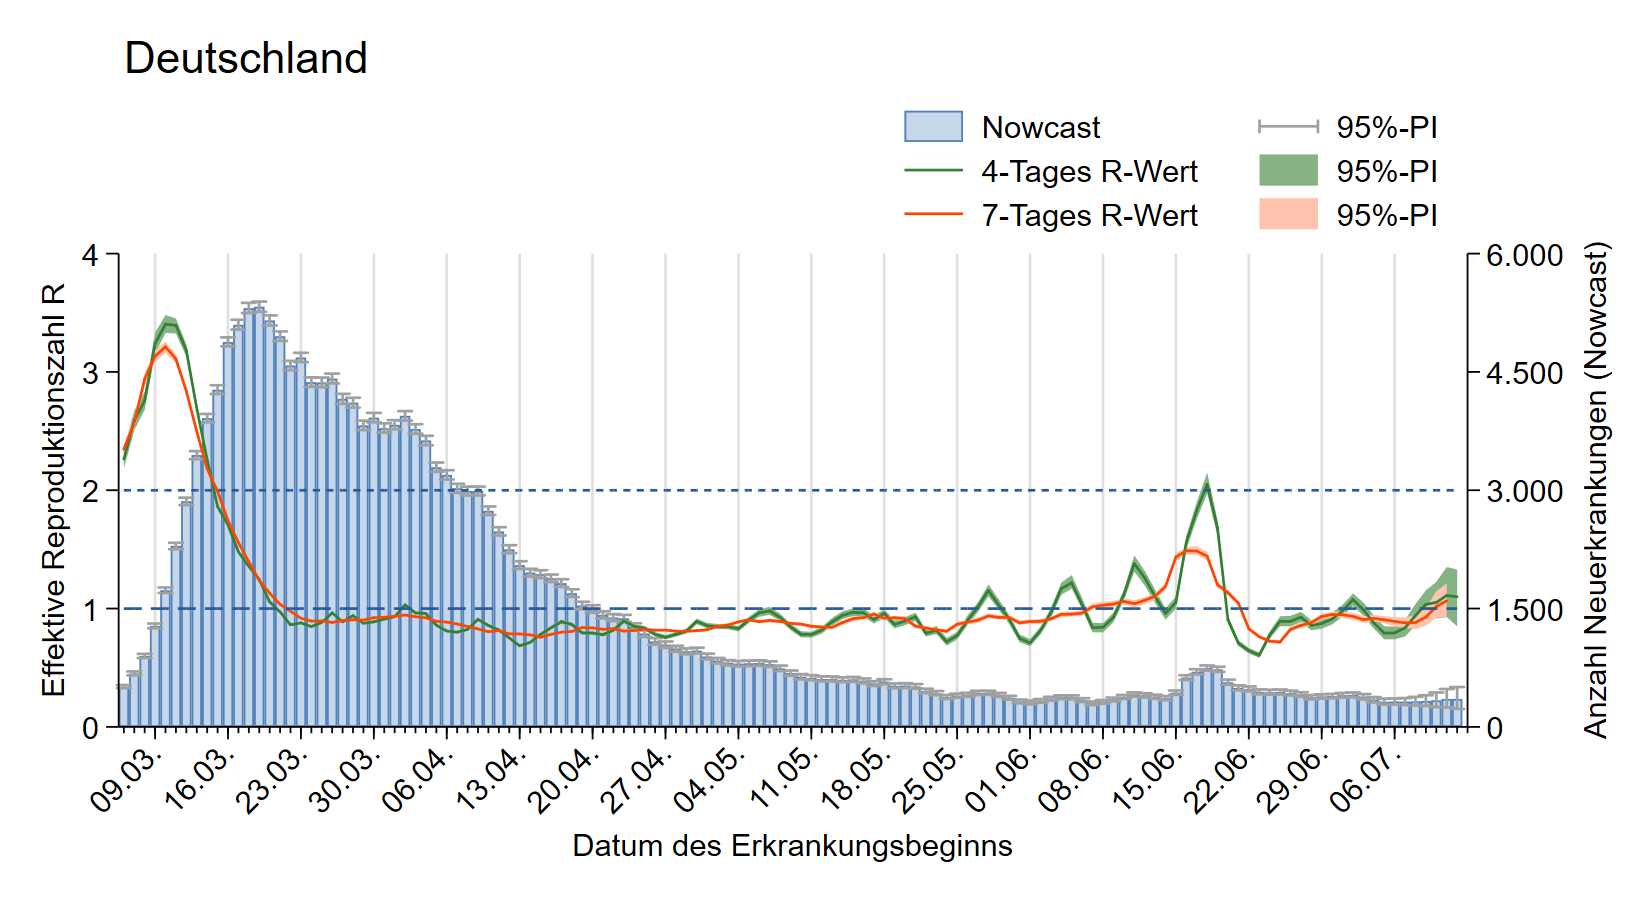 Deutschland
Nowcast 95%-PI
4-Tages R-Wert 95%-PI
7-Tages R-Wert 95%-PI
Effektive Reproduktionszahl R
4
3
2
1
0
6.000
4.500
3.000
1.500
0
Anzahl Neuerkrankungen (Nowcast)
09.03. 16.03. 23.03. 30.03. 06.04. 13.04. 20.04. 27.04. 04.05. 11.05. 18.05. 25.05. 01.06. 08.06. 15.06. 22.06. 29.06. 06.07.
Datum des Erkrankungsbeginns